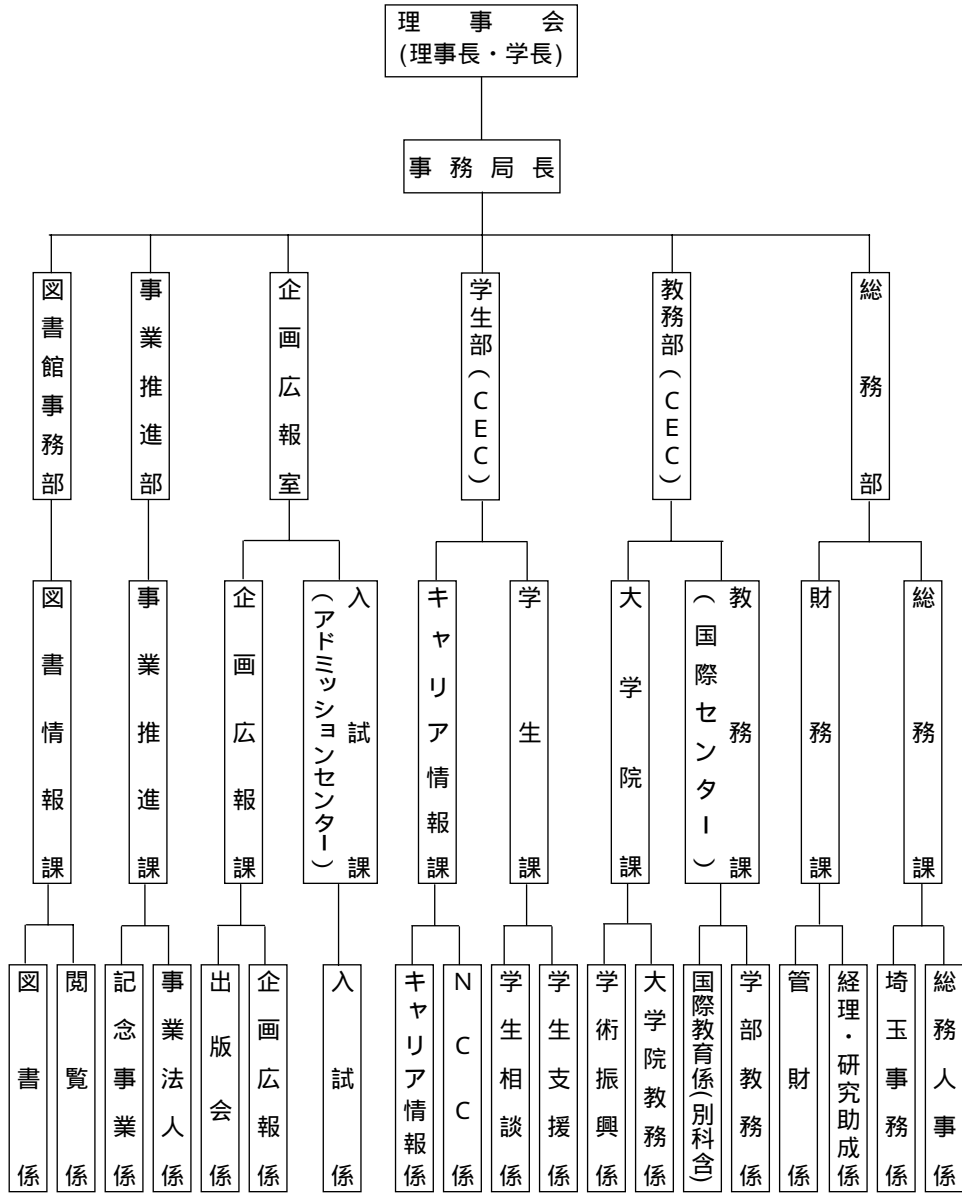 理事会
(理事長・学長)
事務局長
図書館事務部
事業推進部
企画広報室
学生部(CEC)
教務部(CEC)
総務部
図書情報課
事業推進課
企画広報課
入試課
(アドミッションセンター)
キャリア情報課
学生課
大学院課
教務課
(国際センター)
財務課
総務課
図書係
閲覧係
記念事業係
事業法人係
出版会係
企画広報係
入試係
キャリア情報係
NCC係
学生相談係
学生支援係
学術振興係
大学院教務係
国際教育係(別科含)
学部教務係
管財係
経理・研究助成係
埼玉事務係
総務人事係